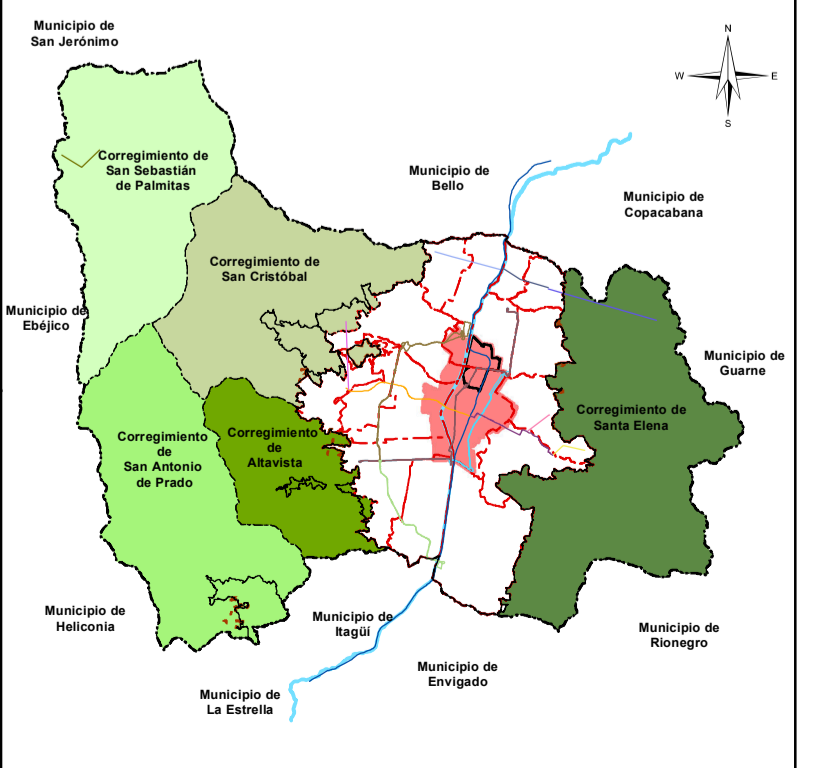 Municipio de
San Jerónimo
N
W
E
S
Corregimiento de
San Sebastián
de Palmitas
Municipio de
Bello
Municipio de
Copacabana
Corregimiento de
San Cristóbal
Municipio de
Ebéjico
Municipio de
Guarne
Corregimiento de
Santa Elena
Corregimiento
de
San Antonio
de Prado
Corregimiento
de
Altavista
Municipio de
Heliconia
Municipio de
Itagüí
Municipio de
Rionegro
Municipio de
Envigado
Municipio de
La Estrella